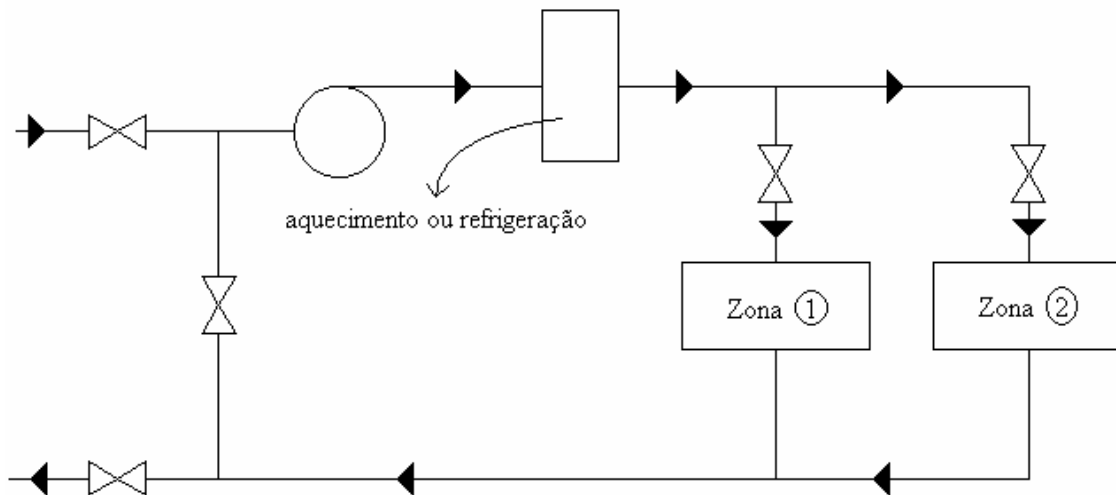 aquecimento ou refrigeração
Zona ①
Zona ②